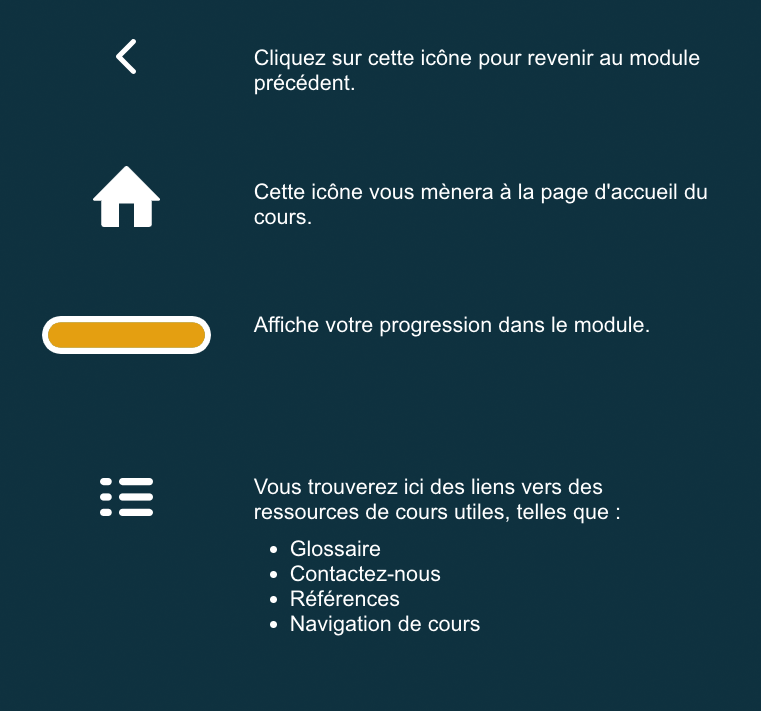 Cliquez sur cette icône pour revenir au module
précédent.
Cette icône vous mènera à la page d'accueil du
cours.
Affiche votre progression dans le module.
Vous trouverez ici des liens vers des
ressources de cours utiles, telles que :
• Glossaire
• Contactez-nous
• Références
• Navigation de cours